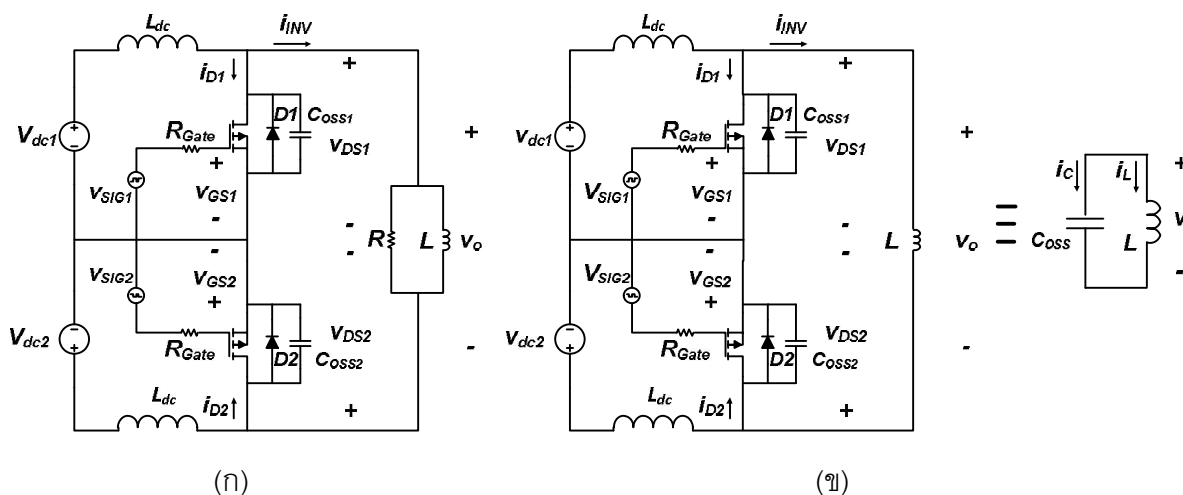 L_dc i_INV
i_D1
+
V_dc1
+
-
R_Gate
D1
C_OSS1
v_DS1
+
v_SIG1
v_GS1
+
-
-
-
-
R L v_o
v_SIG2
v_GS2
+
V_dc2
+
-
R_Gate
D2
v_DS2
C_OSS2
-
L_dc
i_D2
+
(ก)
L_dc i_INV
i_D1
+
v_dc1
+
-
R_Gate
D1
C_OSS1
v_DS1
+
v_SIG1
v_GS1
+
-
-
-
-
L v_o
v_SIG2
v_GS2
+
v_dc2
+
-
R_Gate
D2
v_DS2
C_OSS2
-
L_dc
i_D2
+
(ข)
≡
i_C i_L
+
C_OSS L v
-